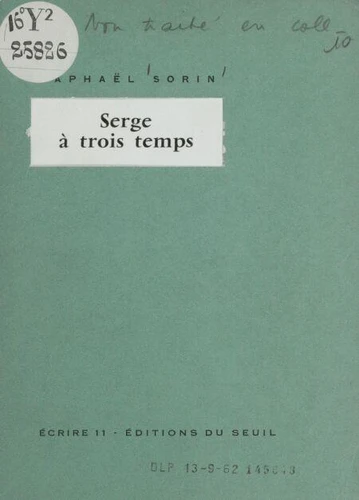 16° Y²
25826
Non traité en coll
APHAËL SORIN
Serge
à trois temps
ÉCRIRE 11 - ÉDITIONS DU SEUIL
DLP 13-9-62